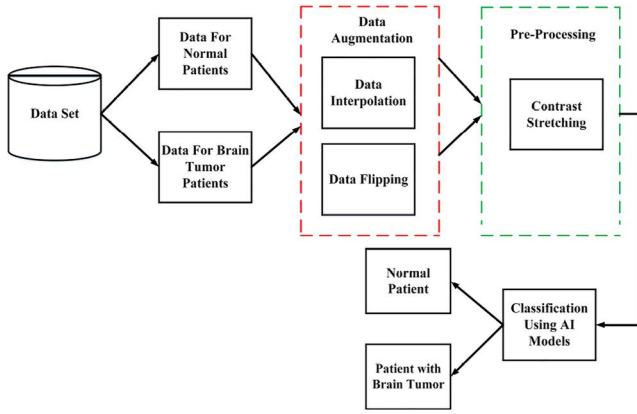 Data Set
Data For
Normal
Patients
Data For Brain
Tumor
Patients
Data
Augmentation
Data
Interpolation
Data Flipping
Pre-Processing
Contrast
Stretching
Classification
Using AI
Models
Normal
Patient
Patient with
Brain Tumor